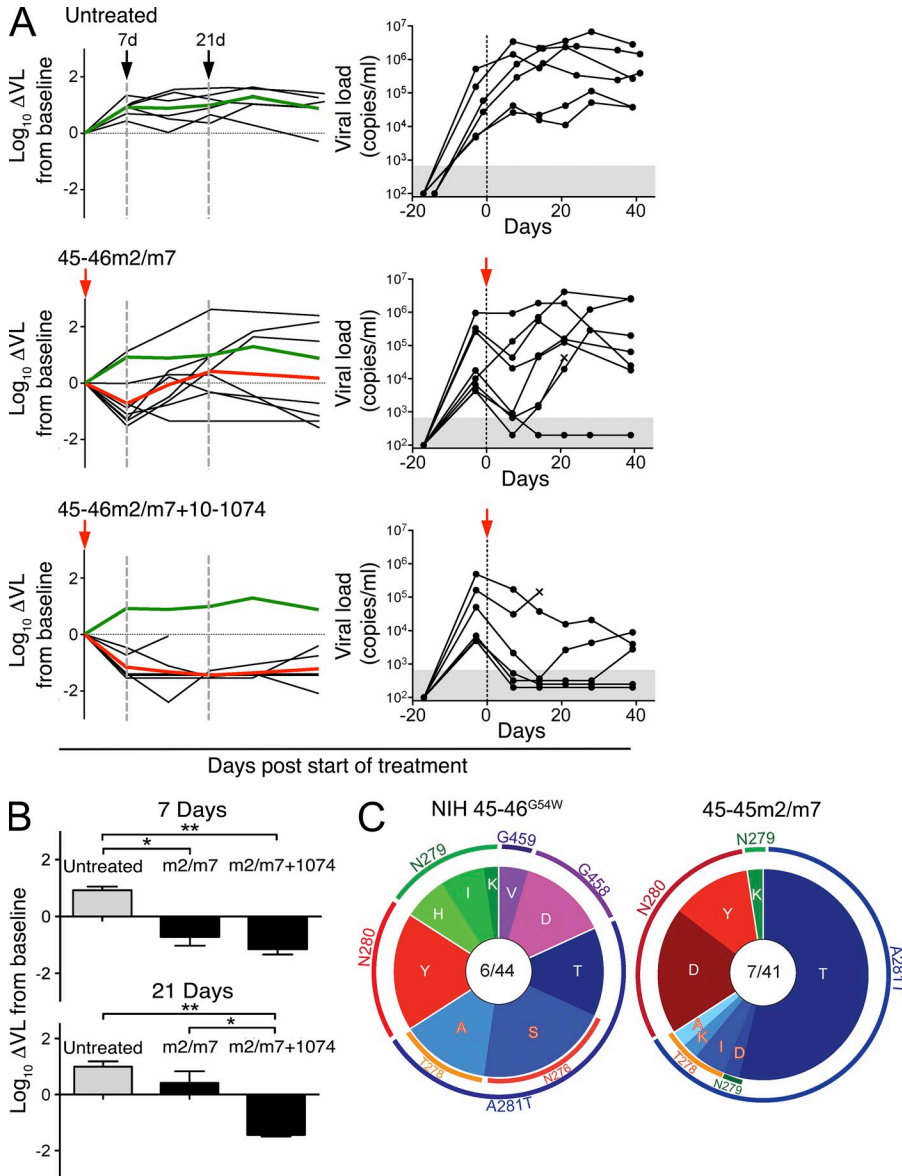 A
Untreated
7d
21d
Log10 ΔVL
from baseline
2
0
-2
Viral load
(copies/ml)
10^7
10^6
10^5
10^4
10^3
10^2
-20
0
20
40
Days
45-46m2/m7
Log10 ΔVL
from baseline
2
0
-2
Viral load
(copies/ml)
10^7
10^6
10^5
10^4
10^3
10^2
-20
0
20
40
Days
45-46m2/m7+10-1074
Log10 ΔVL
from baseline
2
0
-2
Viral load
(copies/ml)
10^7
10^6
10^5
10^4
10^3
10^2
-20
0
20
40
Days
Days post start of treatment
B
Log10 ΔVL from baseline
7 Days
**
*
Untreated
m2/m7
m2/m7+1074
2
0
-2
21 Days
**
*
Untreated
m2/m7
m2/m7+1074
2
0
-2
C
NIH 45-46^G54W
G459
G458
N279
N280
A281T
T278
N276
V
D
T
S
A
Y
H
I
K
6/44
45-45m2/m7
N279
N280
A281T
T278
N279
K
Y
D
T
A
K
I
D
7/41